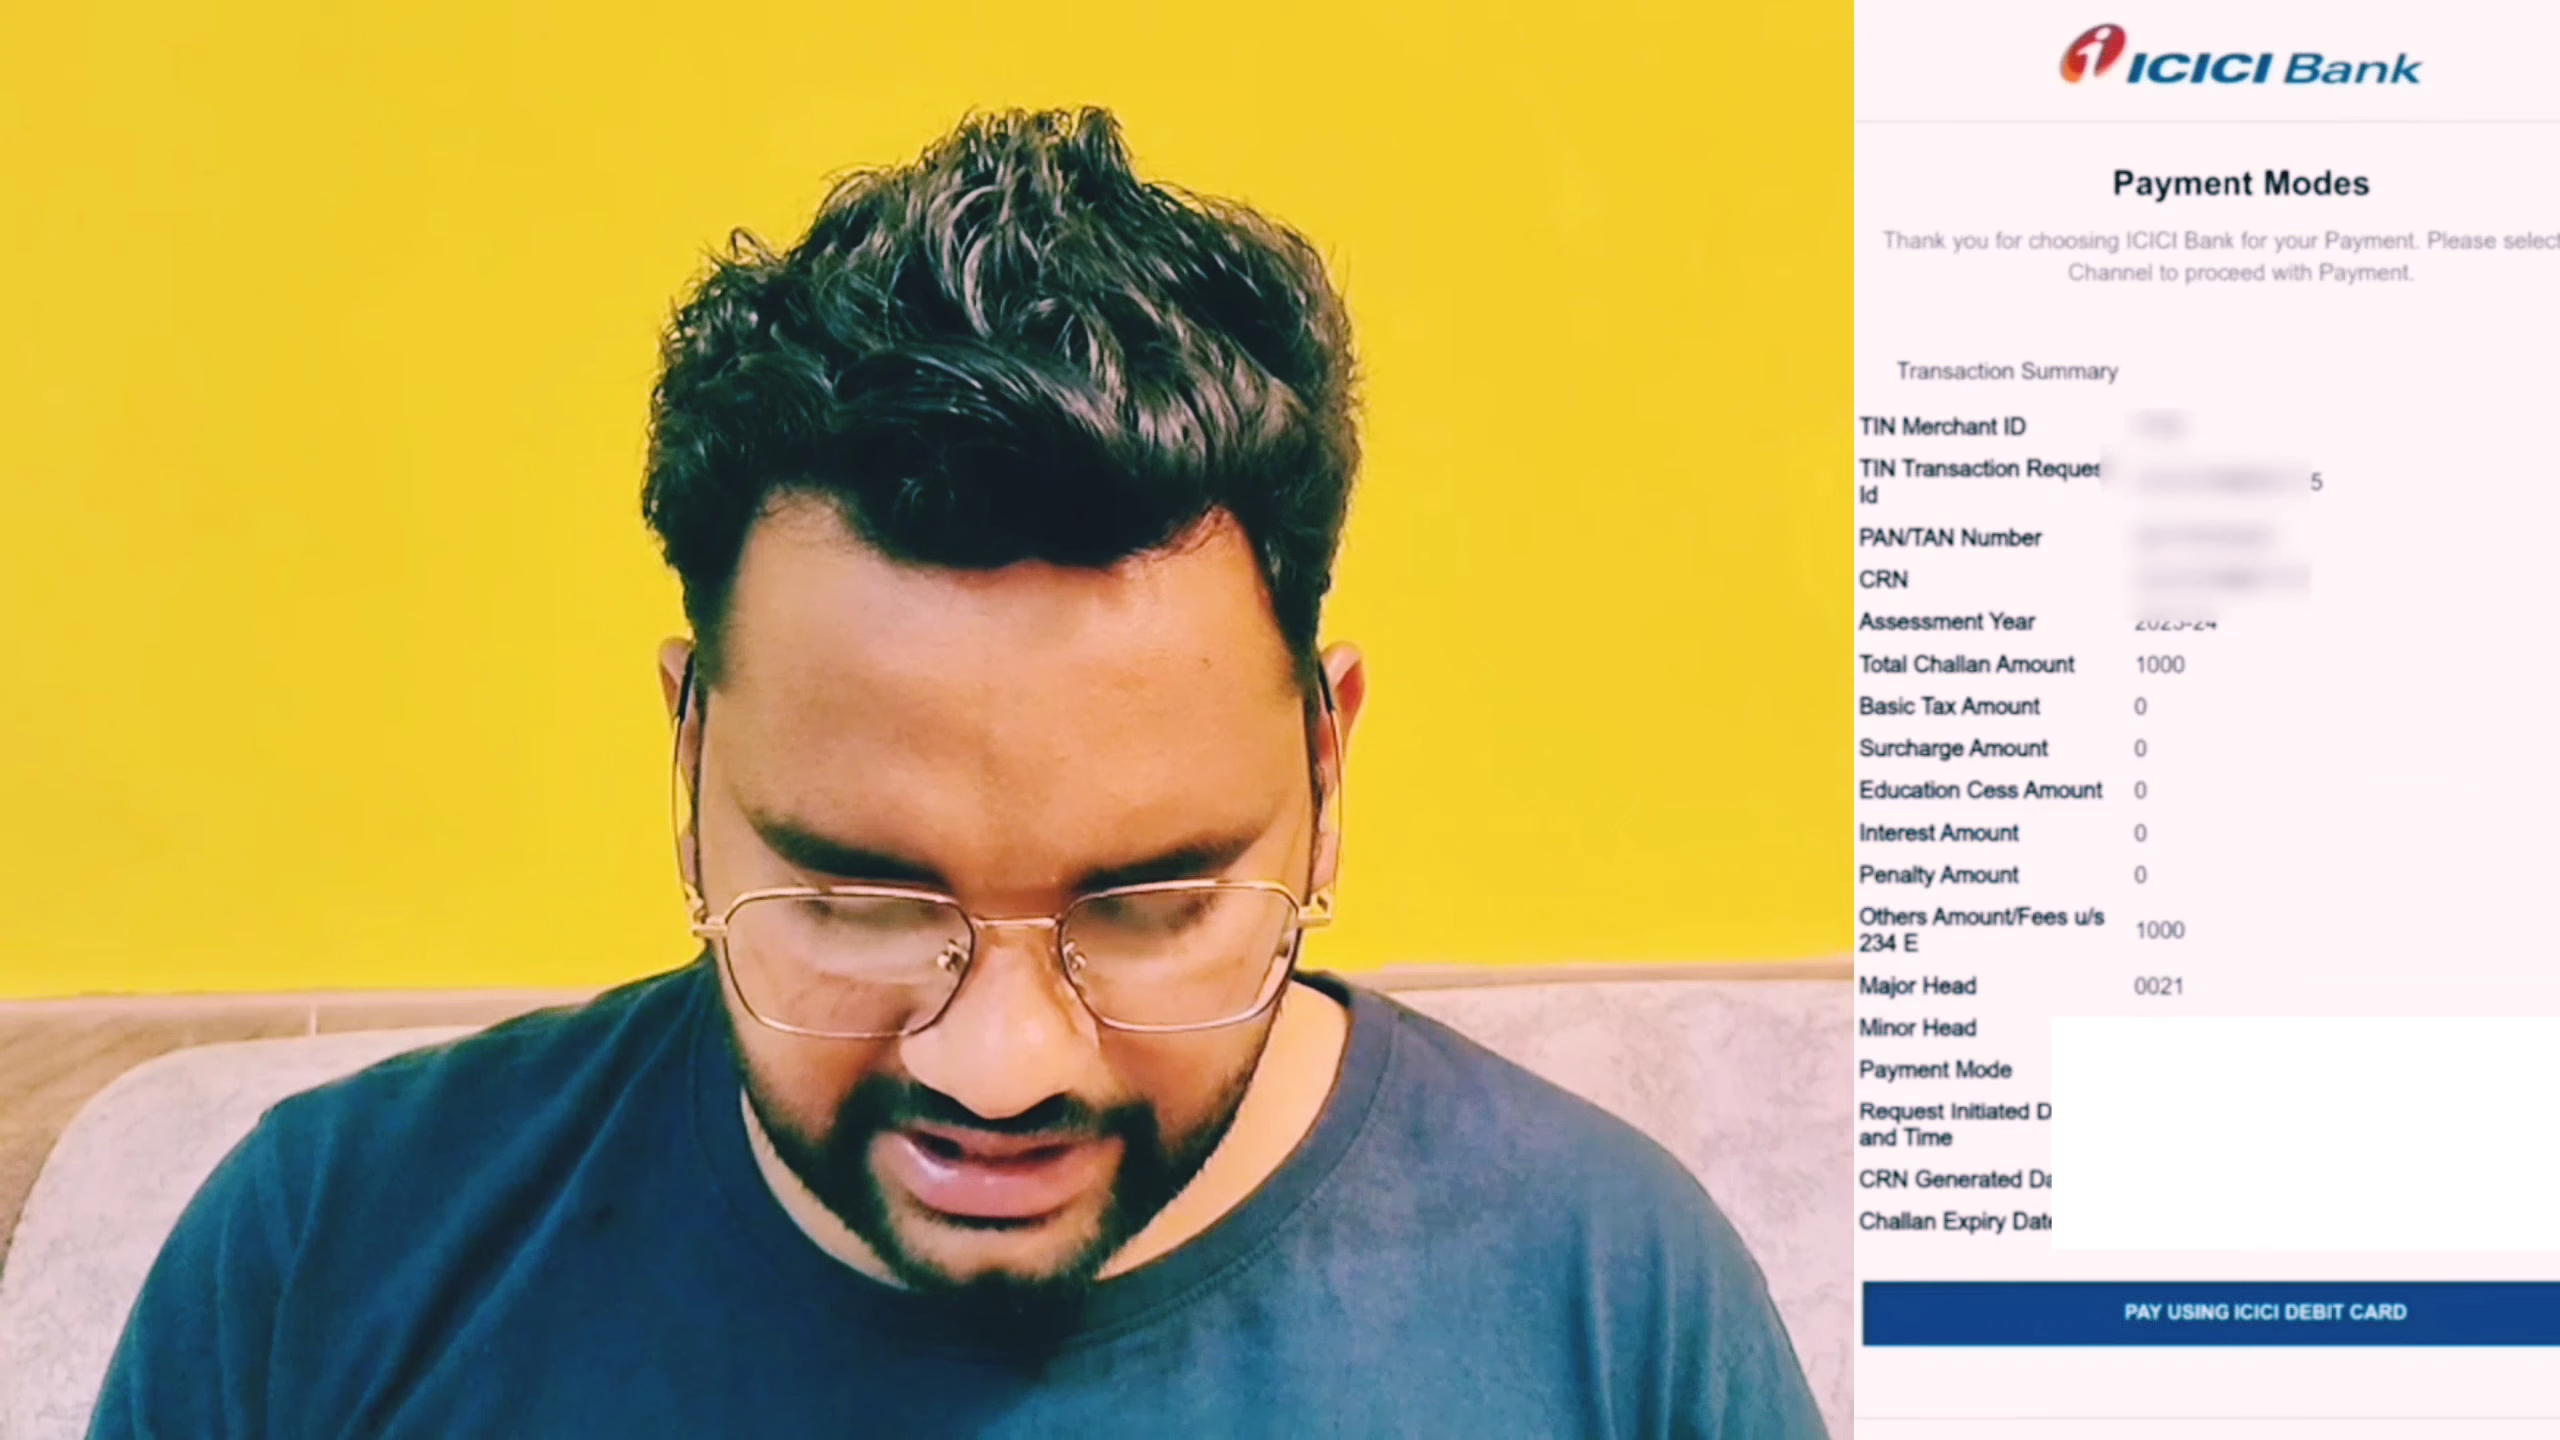 ICICI Bank
Payment Modes
Thank you for choosing ICICI Bank for your Payment. Please select
Channel to proceed with Payment.
Transaction Summary
TIN Merchant ID
TIN Transaction Reques
Id 5
PAN/TAN Number
CRN
Assessment Year 2023-24
Total Challan Amount 1000
Basic Tax Amount 0
Surcharge Amount 0
Education Cess Amount 0
Interest Amount 0
Penalty Amount 0
Others Amount/Fees u/s
234 E 1000
Major Head 0021
Minor Head
Payment Mode
Request Initiated D
and Time
CRN Generated Da
Challan Expiry Date
PAY USING ICICI DEBIT CARD